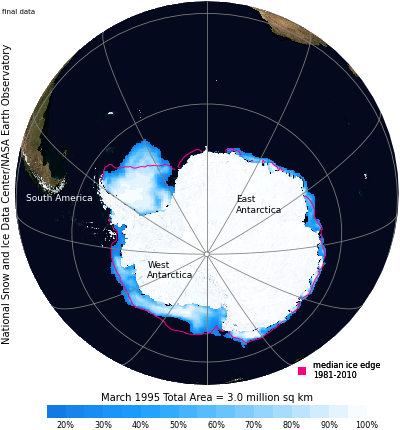 final data
National Snow and Ice Data Center/NASA Earth Observatory
South America
East
Antarctica
West
Antarctica
median ice edge
1981-2010
March 1995 Total Area = 3.0 million sq km
20% 30% 40% 50% 60% 70% 80% 90% 100%